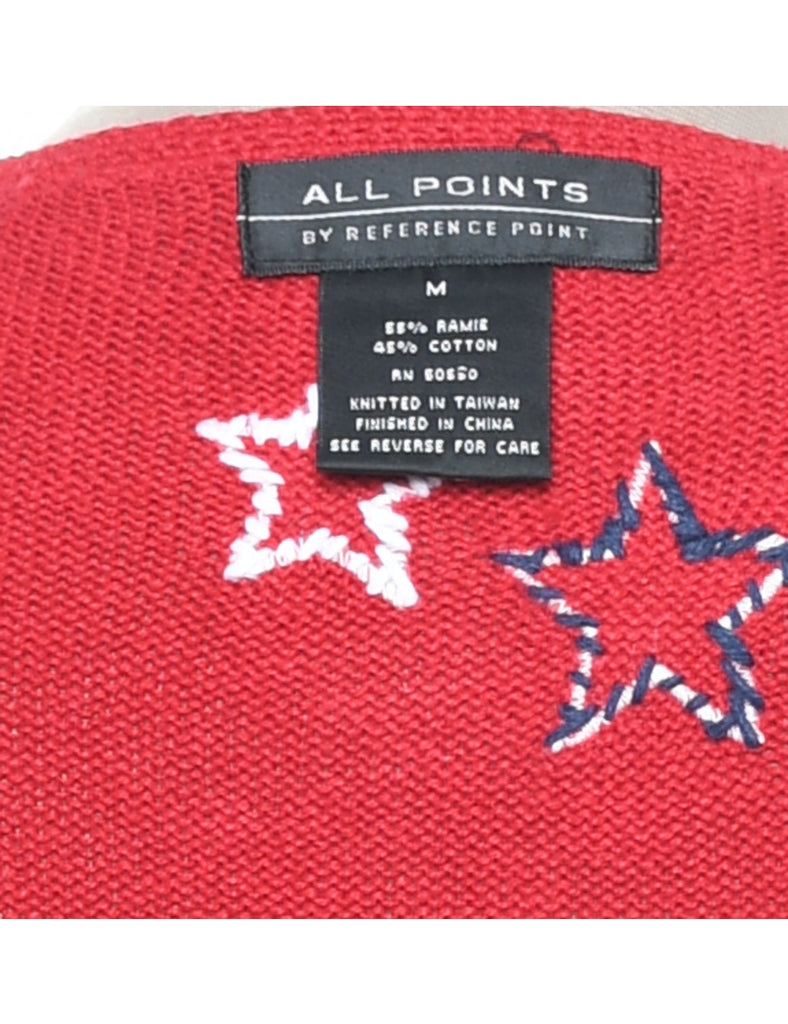 ALL POINTS
BY REFERENCE POINT
M
55% RAMIE
45% COTTON
RN
KNITTED IN TAIWAN
FINISHED IN CHINA
SEE REVERSE FOR CARE